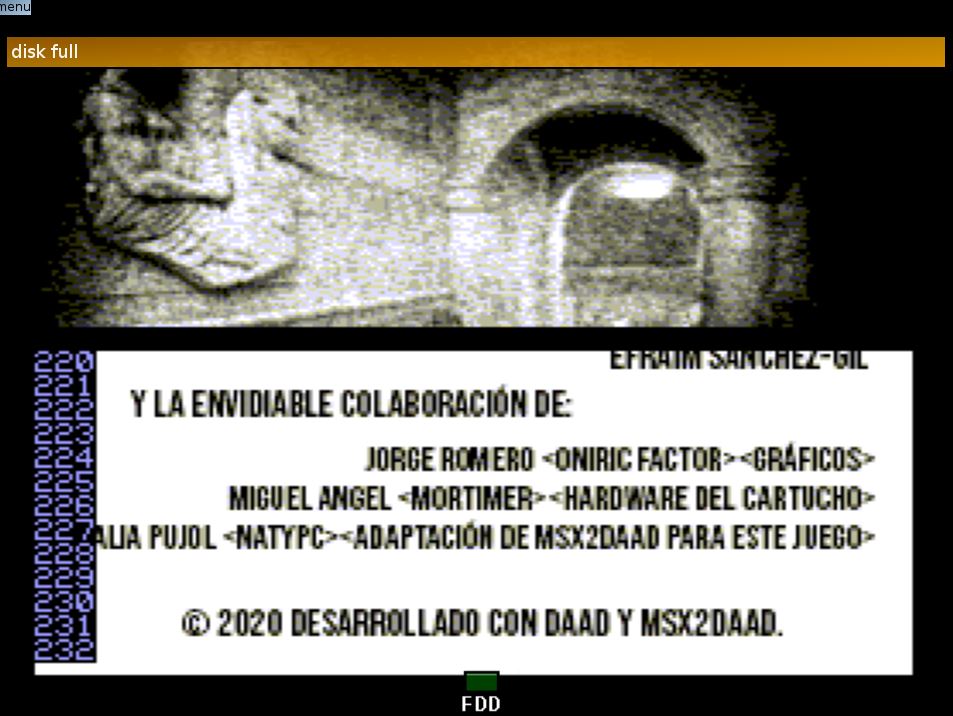 menu
disk full
220
221
222
223
224
225
226
227
228
229
230
231
232
EFRAIM SANCHEZ-GIL
Y LA ENVIDIABLE COLABORACIÓN DE:
JORGE ROMERO <ONIRIC FACTOR><GRÁFICOS>
MIGUEL ANGEL <MORTIMER><HARDWARE DEL CARTUCHO>
ALIA PUJOL <NATYPC><ADAPTACIÓN DE MSX2DAAD PARA ESTE JUEGO>
© 2020 DESARROLLADO CON DAAD Y MSX2DAAD.
FDD